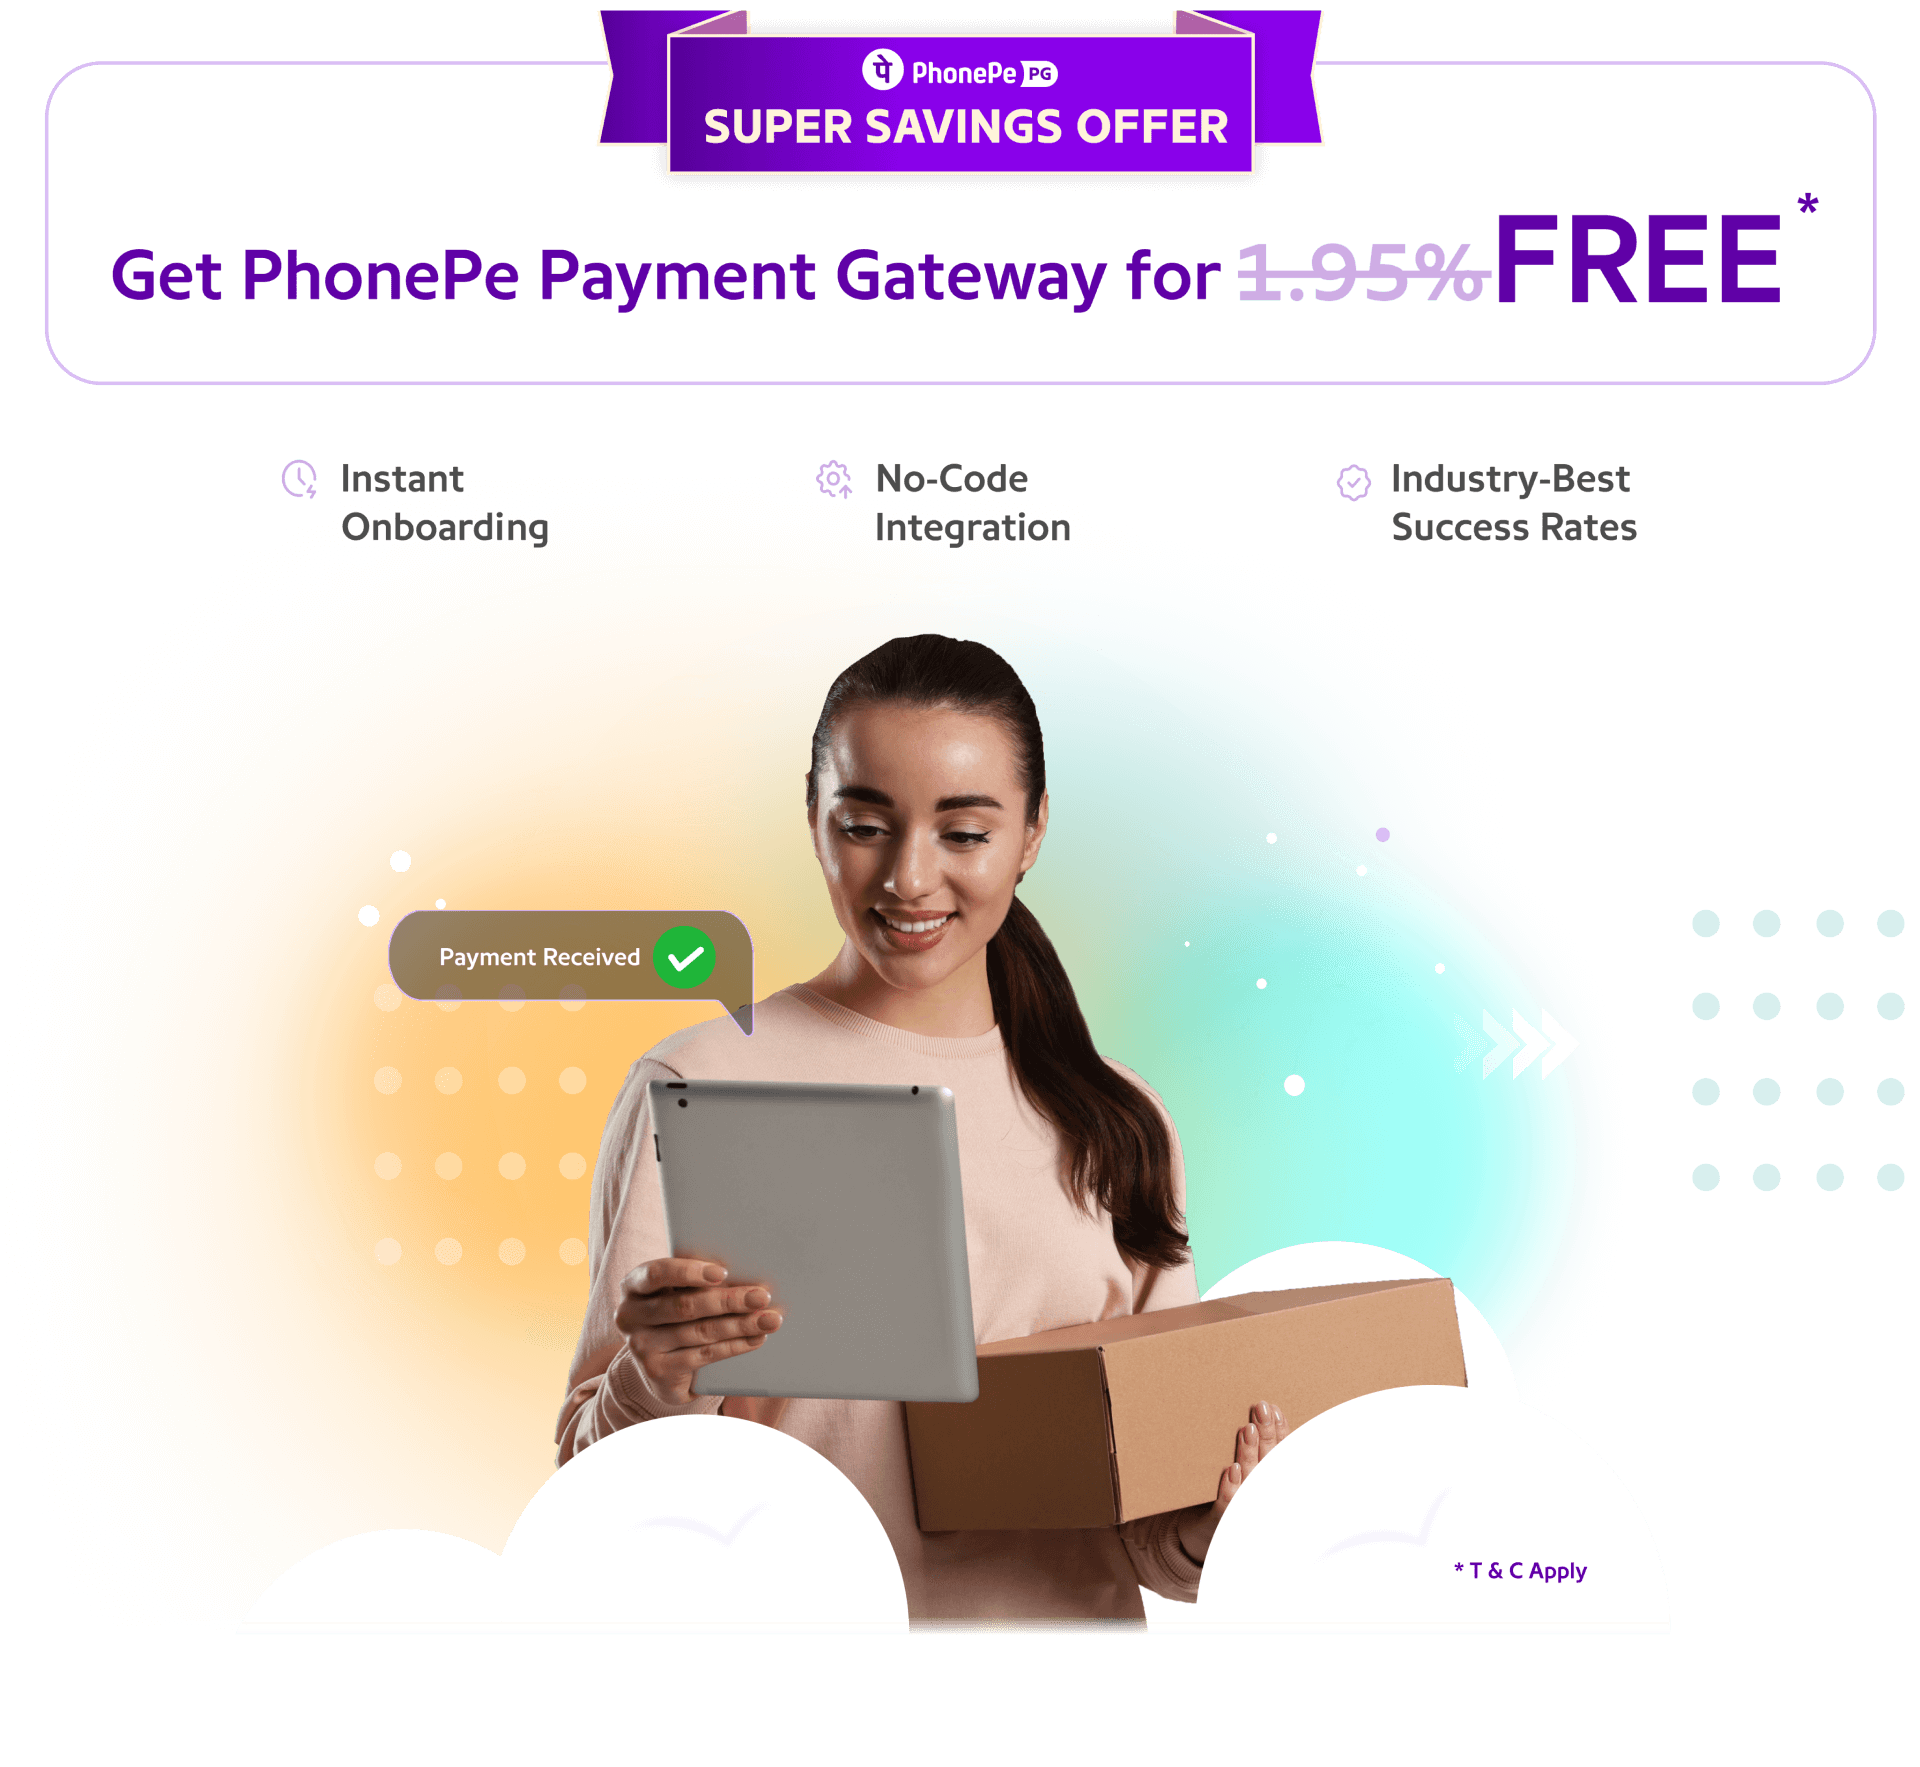 पे PhonePe PG
SUPER SAVINGS OFFER
Get PhonePe Payment Gateway for 1.95% FREE*
Instant
Onboarding
No-Code
Integration
Industry-Best
Success Rates
Payment Received
* T & C Apply